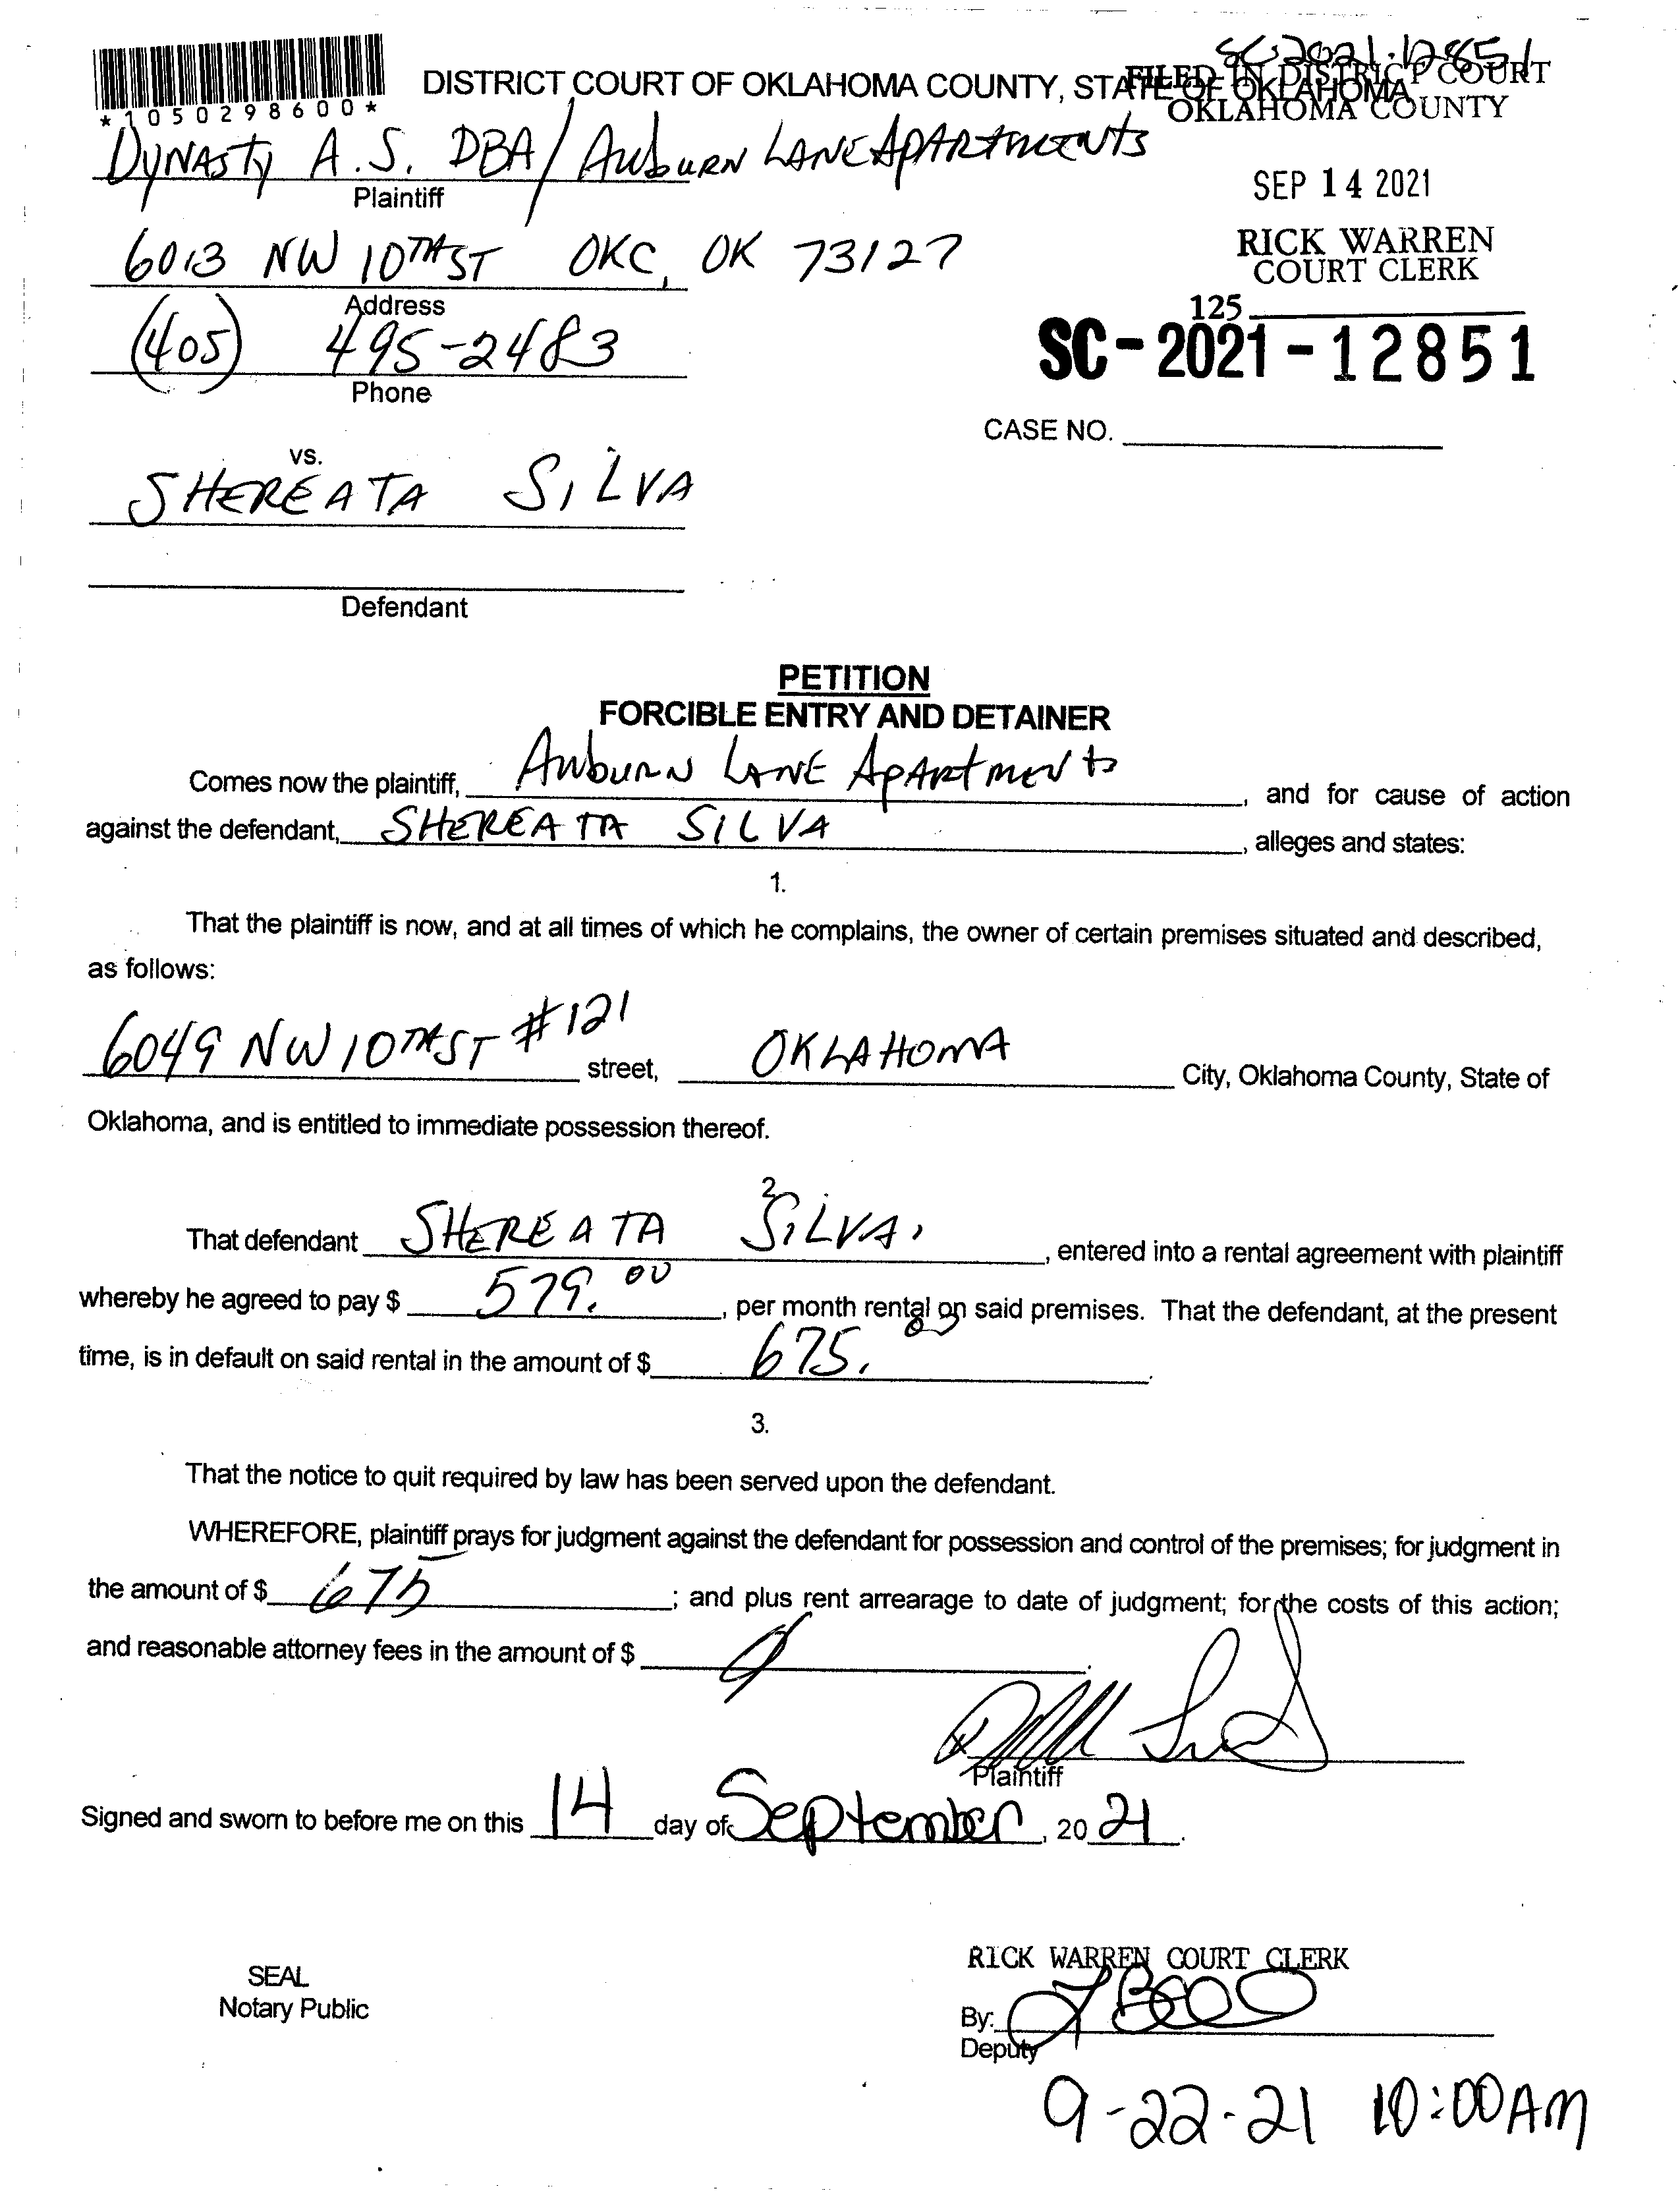 SC-2021-12851
DISTRICT COURT OF OKLAHOMA COUNTY, STATE OF OKLAHOMA
FILED IN DISTRICT COURT
OKLAHOMA COUNTY
*1050298600*
DYNASTY A.S. DBA/ AUBURN LANE APARTMENTS
Plaintiff
SEP 14 2021
6013 NW 10TH ST OKC, OK 73127
RICK WARREN
COURT CLERK
Address
125
(405) 495-2483
SC-2021-12851
Phone
CASE NO.
vs.
SHEREATA SILVA
Defendant
PETITION
FORCIBLE ENTRY AND DETAINER
Comes now the plaintiff, Auburn Lane Apartments, and for cause of action
against the defendant, SHEREATA SILVA, alleges and states:
1.
That the plaintiff is now, and at all times of which he complains, the owner of certain premises situated and described,
as follows:
6049 NW 10TH ST #121 street, OKLAHOMA City, Oklahoma County, State of
Oklahoma, and is entitled to immediate possession thereof.
2
That defendant SHEREATA SILVA, entered into a rental agreement with plaintiff
whereby he agreed to pay $ 579.00, per month rental on said premises. That the defendant, at the present
time, is in default on said rental in the amount of $ 675.00.
3.
That the notice to quit required by law has been served upon the defendant.
WHEREFORE, plaintiff prays for judgment against the defendant for possession and control of the premises; for judgment in
the amount of $ 675; and plus rent arrearage to date of judgment; for the costs of this action;
and reasonable attorney fees in the amount of $
Plaintiff
Signed and sworn to before me on this 14 day of September, 2021.
RICK WARREN COURT CLERK
SEAL
Notary Public
By:
Deputy
9-22-21 10:00AM